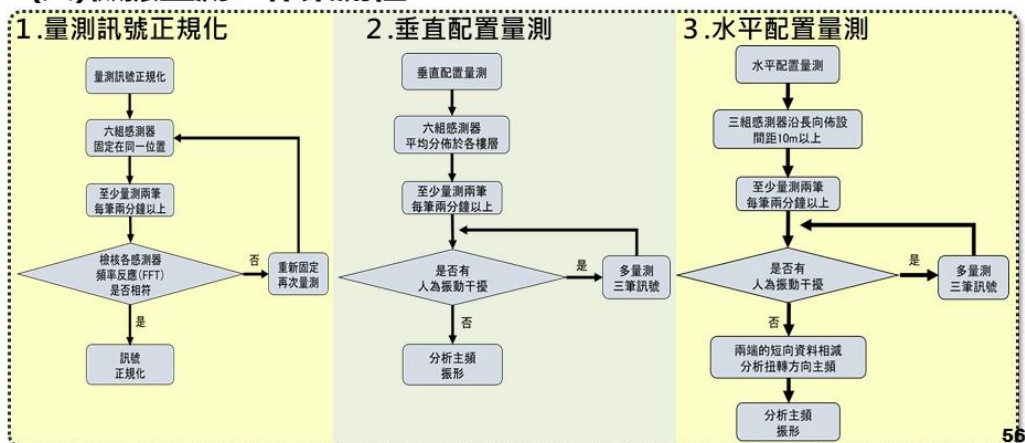 1.量測訊號正規化
量測訊號正規化
六組感測器
固定在同一位置
至少量測兩筆
每筆兩分鐘以上
檢核各感測器
頻率反應(FFT)
是否相符
否
重新固定
再次量測
是
訊號
正規化
2.垂直配置量測
垂直配置量測
六組感測器
平均分佈於各樓層
至少量測兩筆
每筆兩分鐘以上
是否有
人為振動干擾
是
多量測
三筆訊號
否
分析主頻
振形
3.水平配置量測
水平配置量測
三組感測器沿長向佈設
間距10m以上
至少量測兩筆
每筆兩分鐘以上
是否有
人為振動干擾
是
多量測
三筆訊號
否
兩端的短向資料相減
分析扭轉方向主頻
分析主頻
振形
56